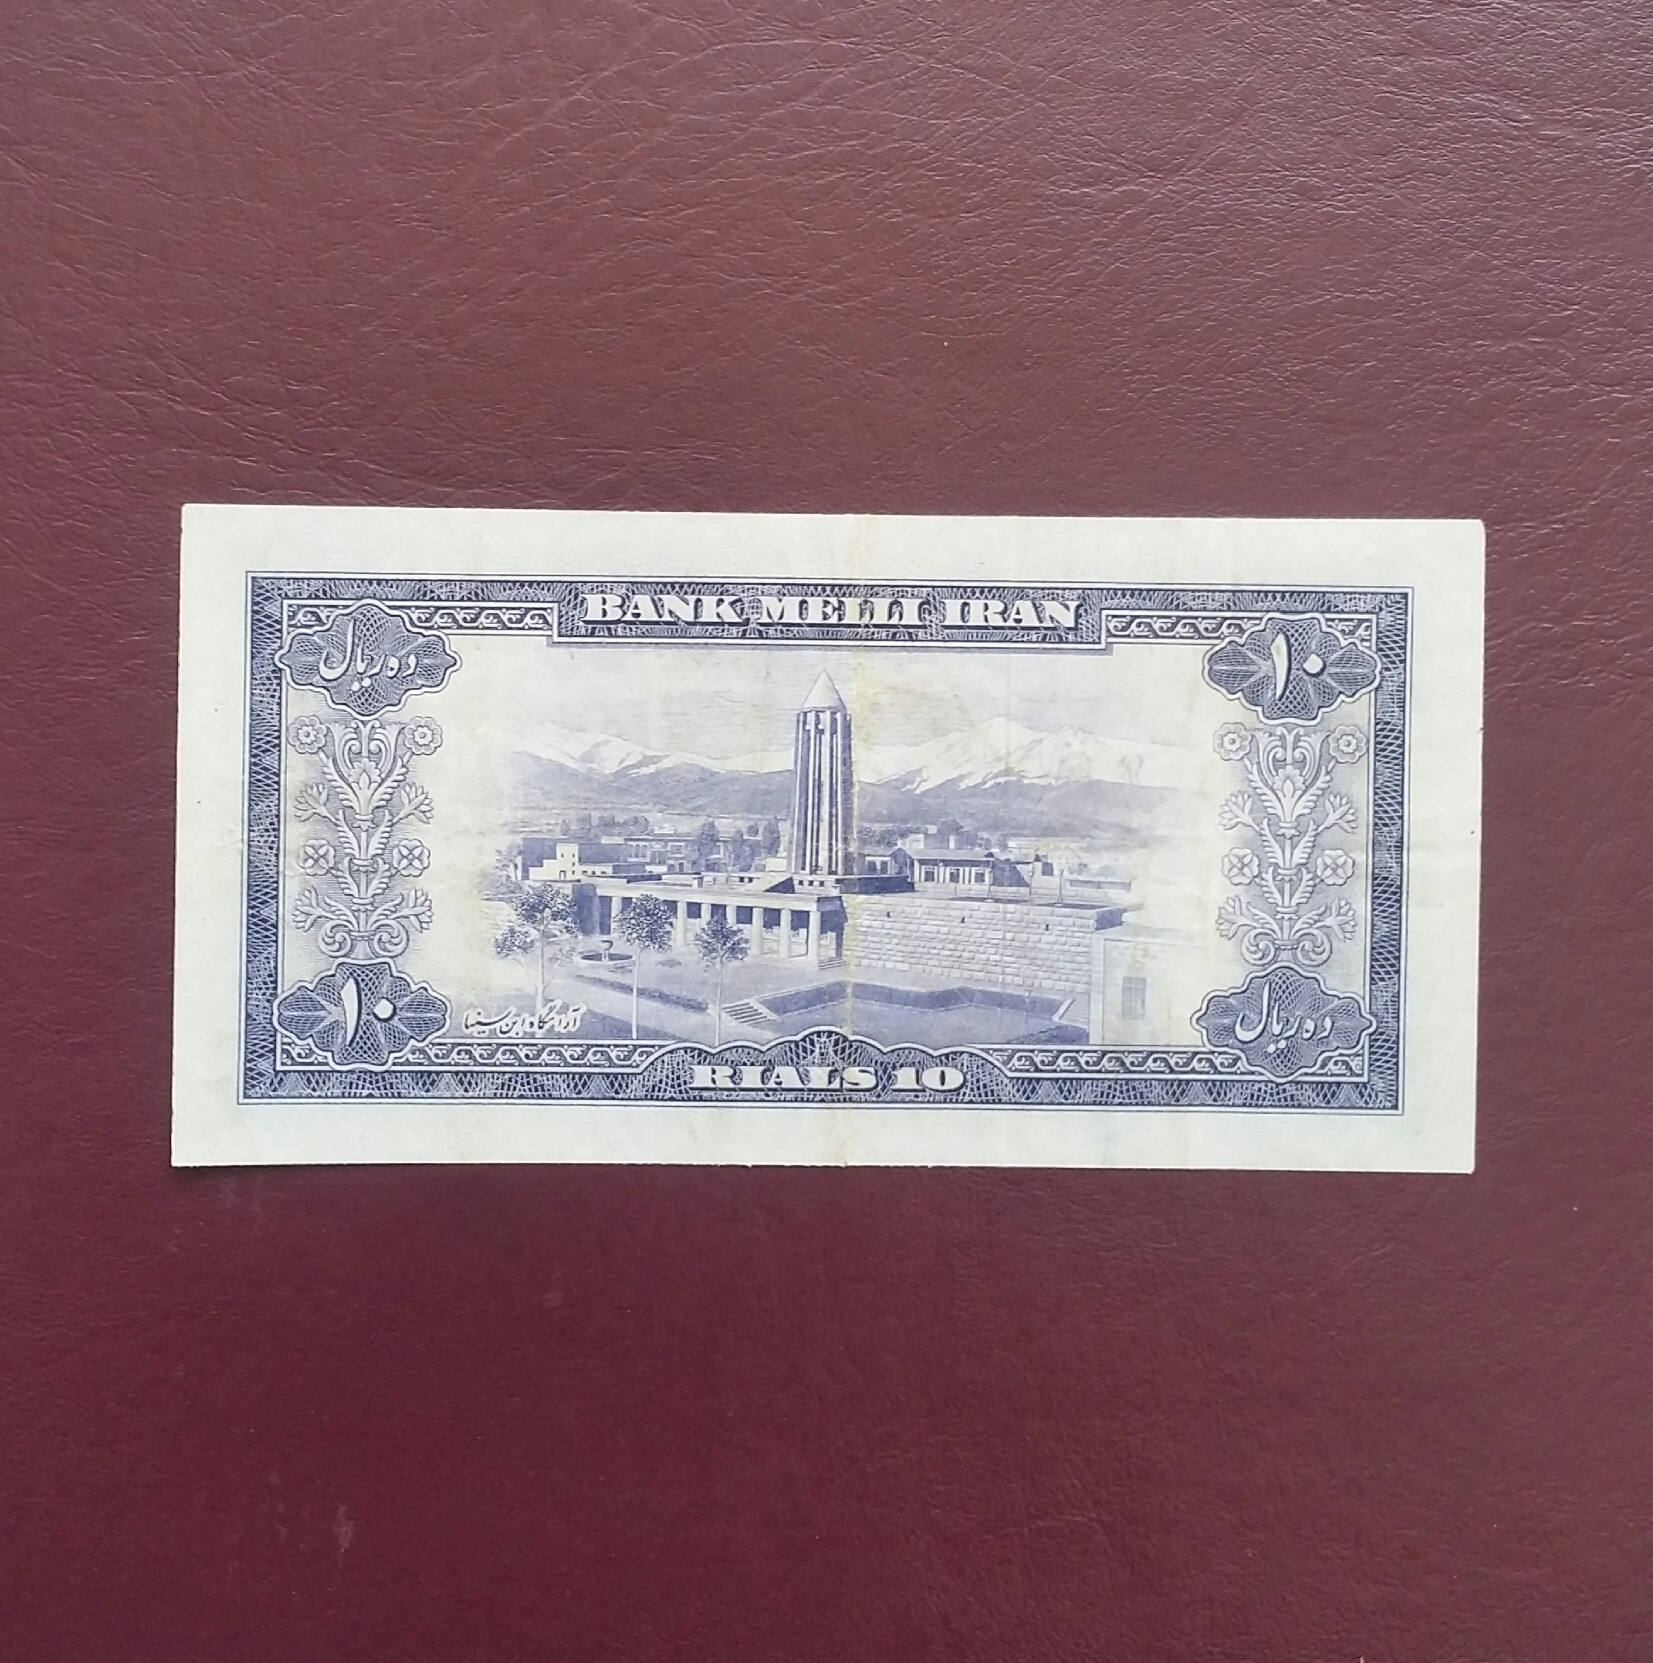 BANK MELLI IRAN
ده ریال
۱۰
۱۰
آرامگاه ابن سینا
ده ریال
RIALS 10